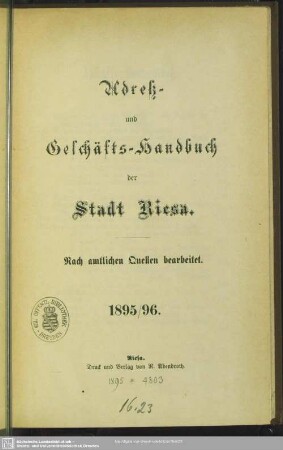 Adreß-
und
Geschäfts-Handbuch
der
Stadt Riesa.
Nach amtlichen Quellen bearbeitet.
1895/96.
Riesa.
Druck und Verlag von R. Abendroth.
1895 * 4303
16.23